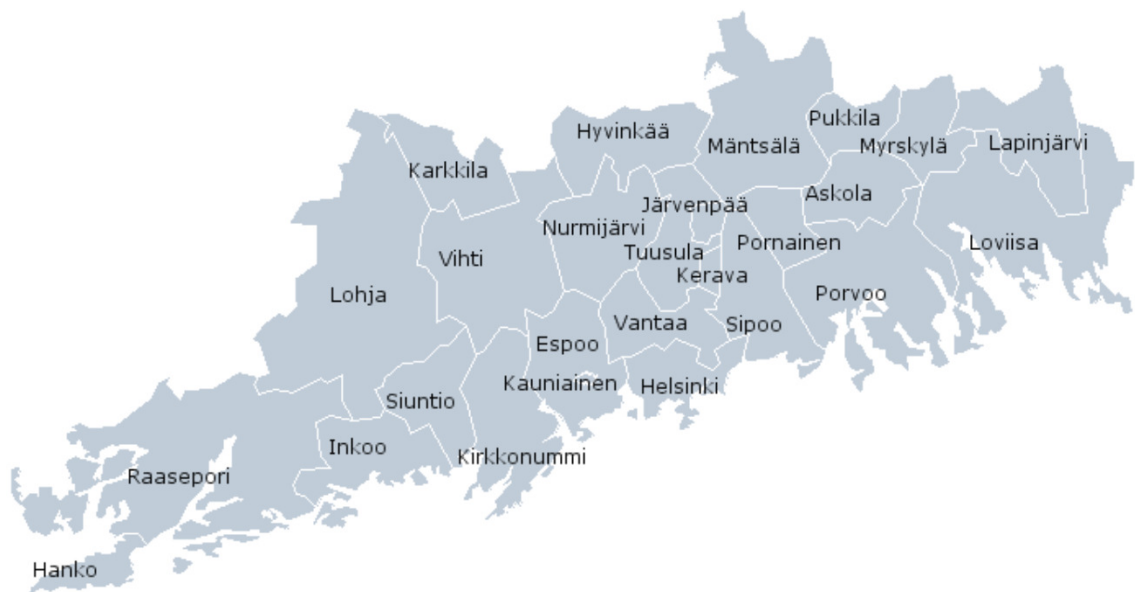 Pukkila
Hyvinkää
Mäntsälä
Myrskylä
Lapinjärvi
Karkkila
Askola
Järvenpää
Nurmijärvi
Pornainen
Loviisa
Tuusula
Vihti
Kerava
Lohja
Porvoo
Vantaa
Sipoo
Espoo
Kauniainen
Helsinki
Siuntio
Inkoo
Kirkkonummi
Raasepori
Hanko